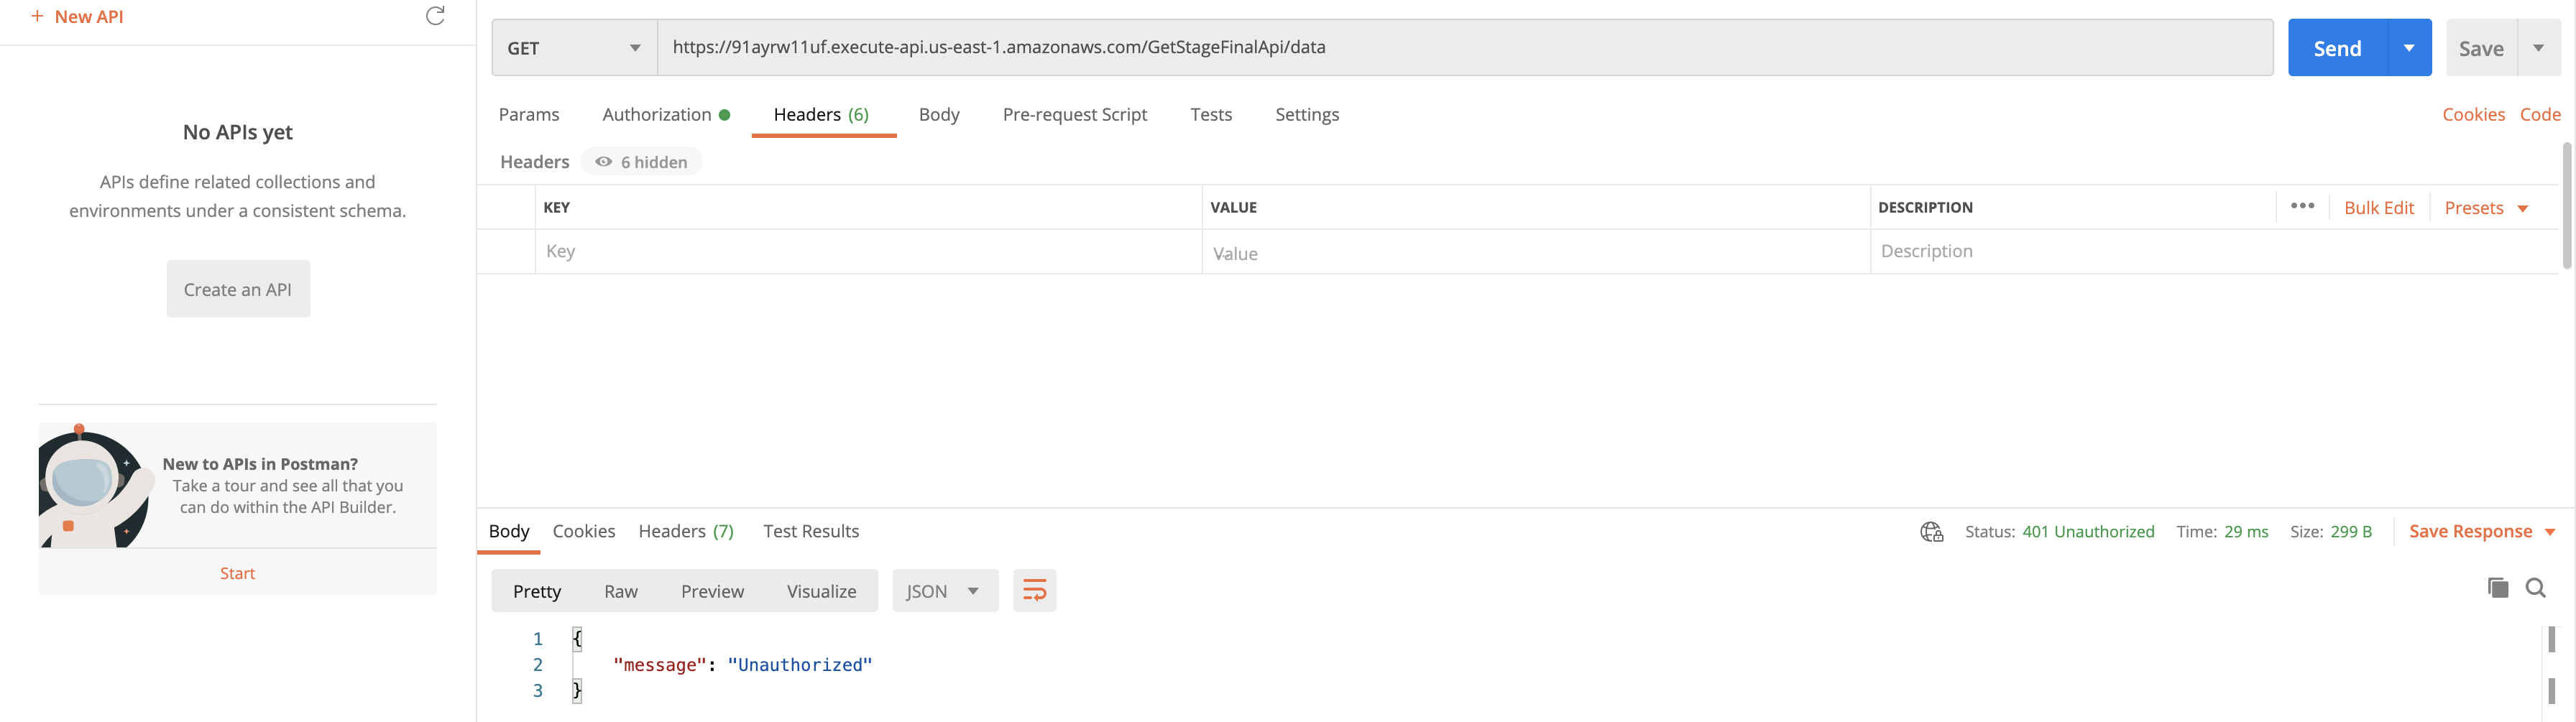 + New API
No APIs yet
APIs define related collections and
environments under a consistent schema.
Create an API
New to APIs in Postman?
Take a tour and see all that you
can do within the API Builder.
Start
GET https://91ayrw11uf.execute-api.us-east-1.amazonaws.com/GetStageFinalApi/data Send Save
Params Authorization Headers (6) Body Pre-request Script Tests Settings Cookies Code
Headers 6 hidden
KEY VALUE DESCRIPTION ••• Bulk Edit Presets
Key Value Description
Body Cookies Headers (7) Test Results Status: 401 Unauthorized Time: 29 ms Size: 299 B Save Response
Pretty Raw Preview Visualize JSON
1 {
2 "message": "Unauthorized"
3 }